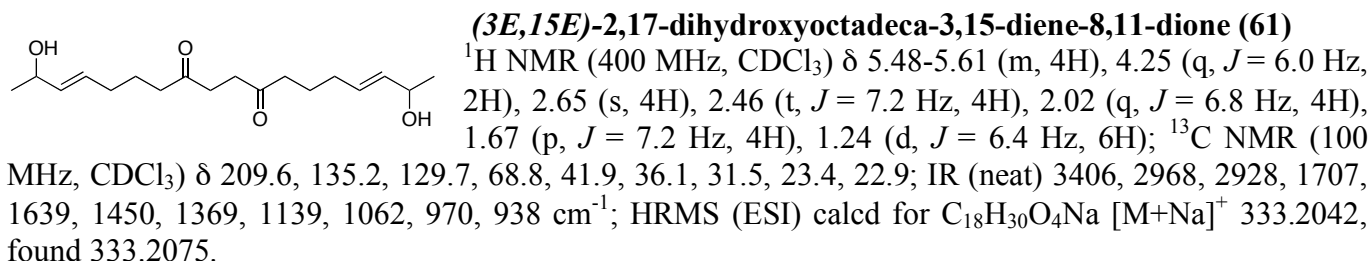 (3E,15E)-2,17-dihydroxyoctadeca-3,15-diene-8,11-dione (61)
OH
O
O
OH
¹H NMR (400 MHz, CDCl₃) δ 5.48-5.61 (m, 4H), 4.25 (q, J = 6.0 Hz,
2H), 2.65 (s, 4H), 2.46 (t, J = 7.2 Hz, 4H), 2.02 (q, J = 6.8 Hz, 4H),
1.67 (p, J = 7.2 Hz, 4H), 1.24 (d, J = 6.4 Hz, 6H); ¹³C NMR (100
MHz, CDCl₃) δ 209.6, 135.2, 129.7, 68.8, 41.9, 36.1, 31.5, 23.4, 22.9; IR (neat) 3406, 2968, 2928, 1707,
1639, 1450, 1369, 1139, 1062, 970, 938 cm⁻¹; HRMS (ESI) calcd for C₁₈H₃₀O₄Na [M+Na]⁺ 333.2042,
found 333.2075.